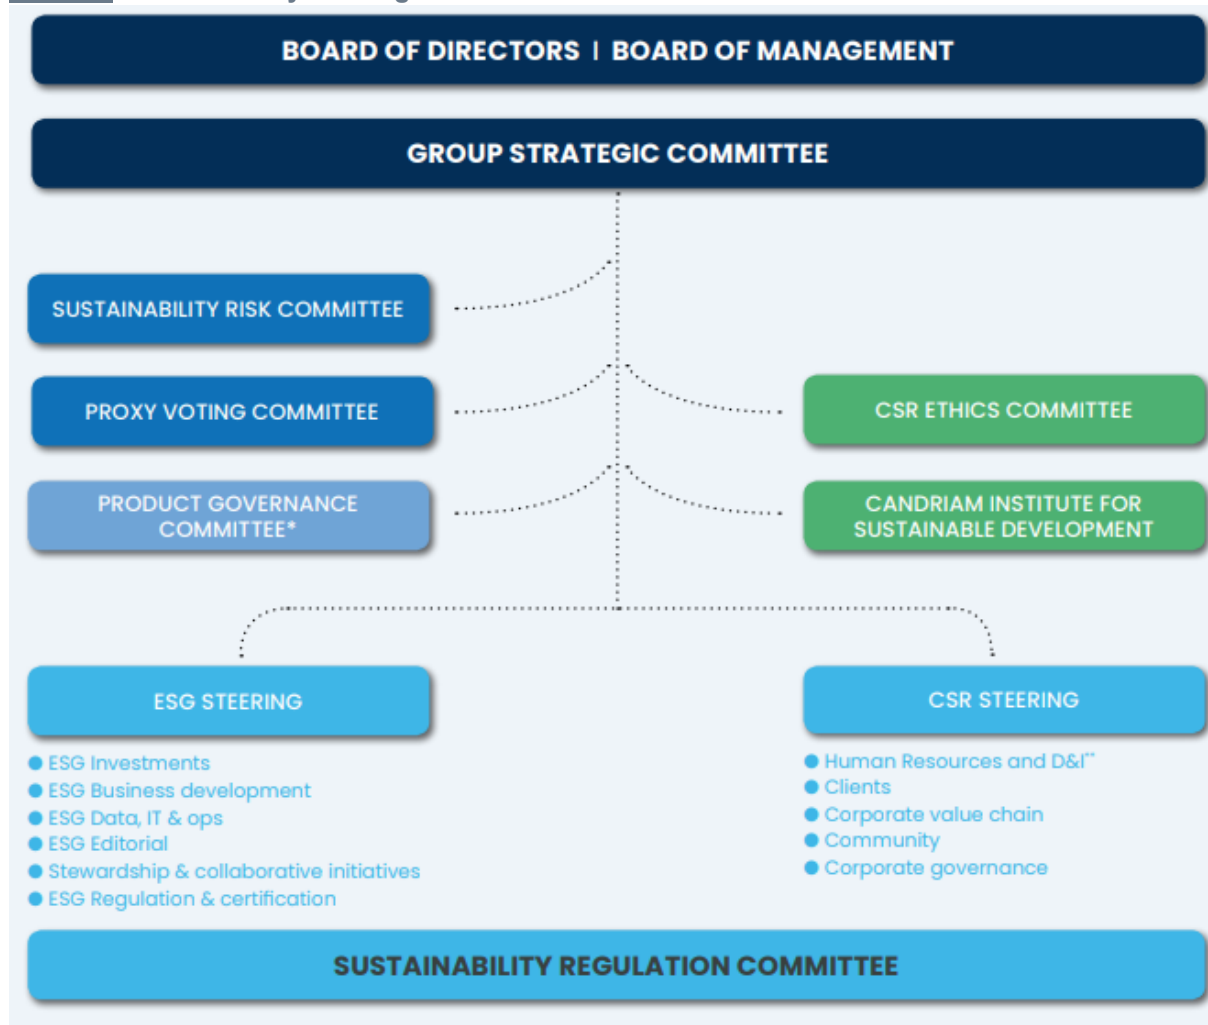 BOARD OF DIRECTORS | BOARD OF MANAGEMENT
GROUP STRATEGIC COMMITTEE
SUSTAINABILITY RISK COMMITTEE
PROXY VOTING COMMITTEE
CSR ETHICS COMMITTEE
PRODUCT GOVERNANCE
COMMITTEE*
CANDRIAM INSTITUTE FOR
SUSTAINABLE DEVELOPMENT
ESG STEERING
● ESG Investments
● ESG Business development
● ESG Data, IT & ops
● ESG Editorial
● Stewardship & collaborative initiatives
● ESG Regulation & certification
CSR STEERING
● Human Resources and D&I**
● Clients
● Corporate value chain
● Community
● Corporate governance
SUSTAINABILITY REGULATION COMMITTEE